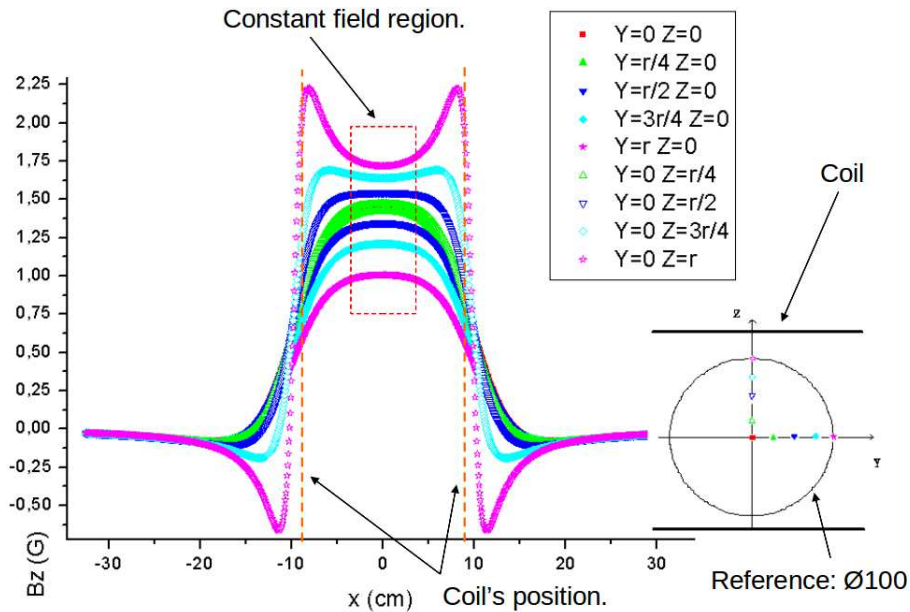 Constant field region.
2,25
2,00
1,75
1,50
1,25
1,00
0,75
0,50
0,25
0,00
-0,25
-0,50
Bz (G)
-30
-20
-10
0
10
20
30
x (cm)
Coil's position.
Y=0 Z=0
Y=r/4 Z=0
Y=r/2 Z=0
Y=3r/4 Z=0
Y=r Z=0
Y=0 Z=r/4
Y=0 Z=r/2
Y=0 Z=3r/4
Y=0 Z=r
Coil
Z
Y
Reference: Ø100